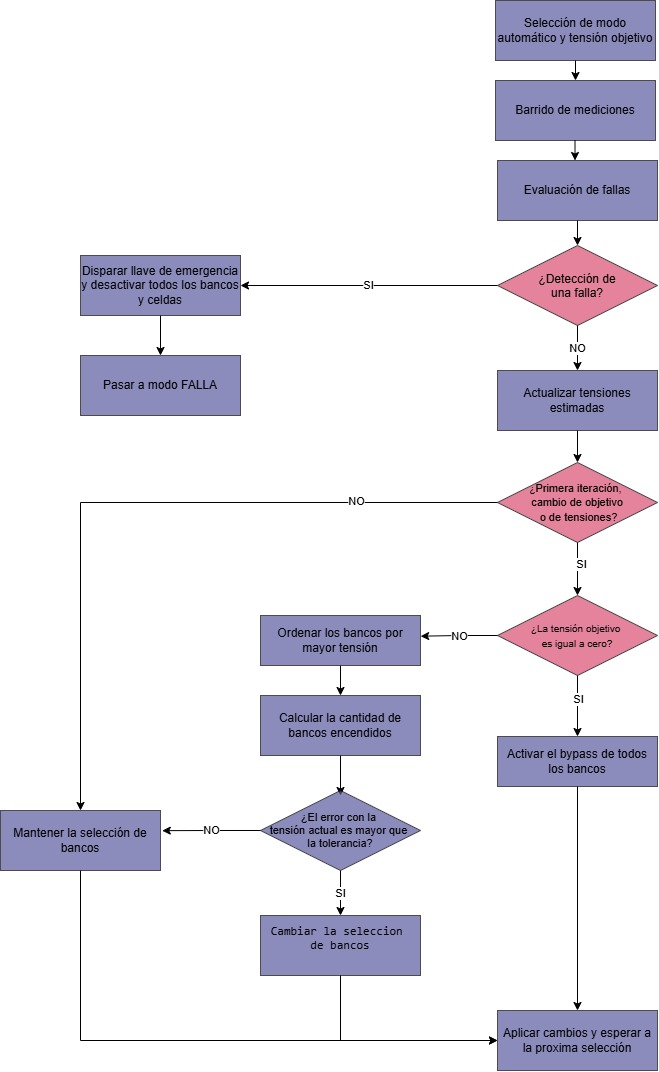 Selección de modo
automático y tensión objetivo
Barrido de mediciones
Evaluación de fallas
¿Detección de
una falla?
SI
Disparar llave de emergencia
y desactivar todos los bancos
y celdas
Pasar a modo FALLA
NO
Actualizar tensiones
estimadas
¿Primera iteración,
cambio de objetivo
o de tensiones?
NO
SI
¿La tensión objetivo
es igual a cero?
NO
Ordenar los bancos por
mayor tensión
SI
Calcular la cantidad de
bancos encendidos
Activar el bypass de todos
los bancos
¿El error con la
tensión actual es mayor que
la tolerancia?
NO
Mantener la selección de
bancos
SI
Cambiar la seleccion
de bancos
Aplicar cambios y esperar a
la proxima selección